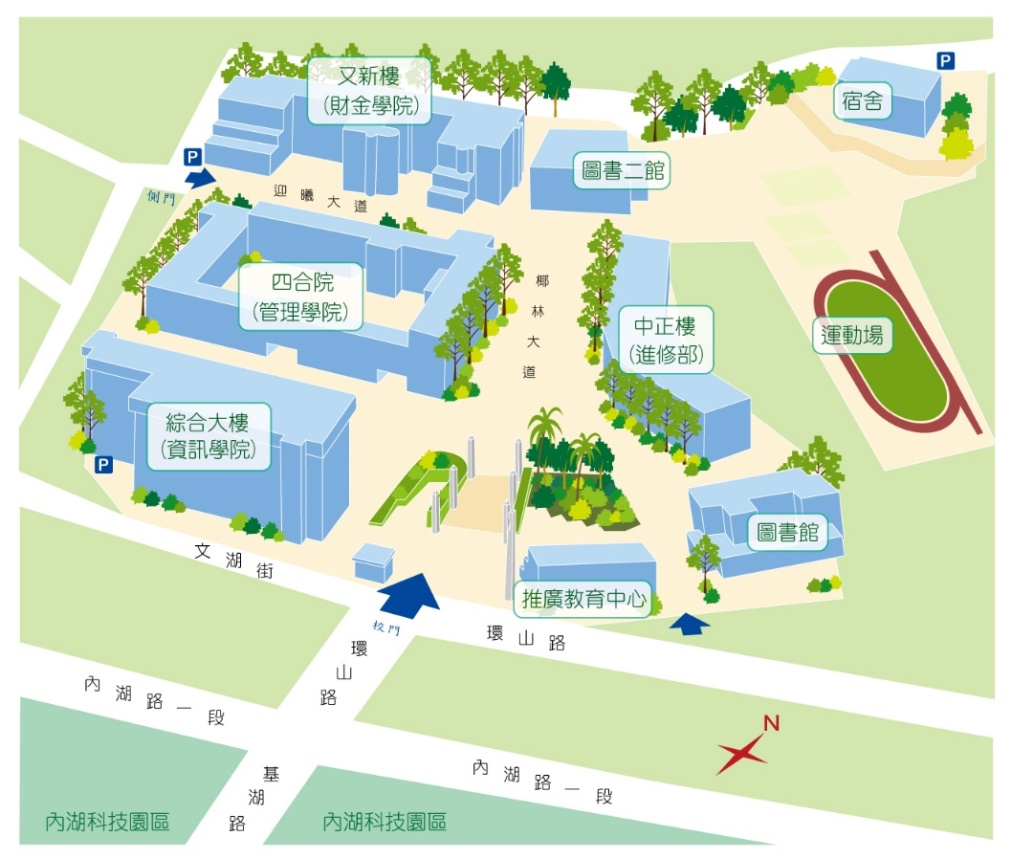 P
又新樓
(財金學院)
宿舍
P
圖書二館
側門
迎曦大道
四合院
(管理學院)
椰林大道
中正樓
(進修部)
運動場
綜合大樓
(資訊學院)
P
圖書館
文湖街
推廣教育中心
校門
環山路
環山路
內湖路一段
N
內湖路一段
基湖路
內湖科技園區
內湖科技園區